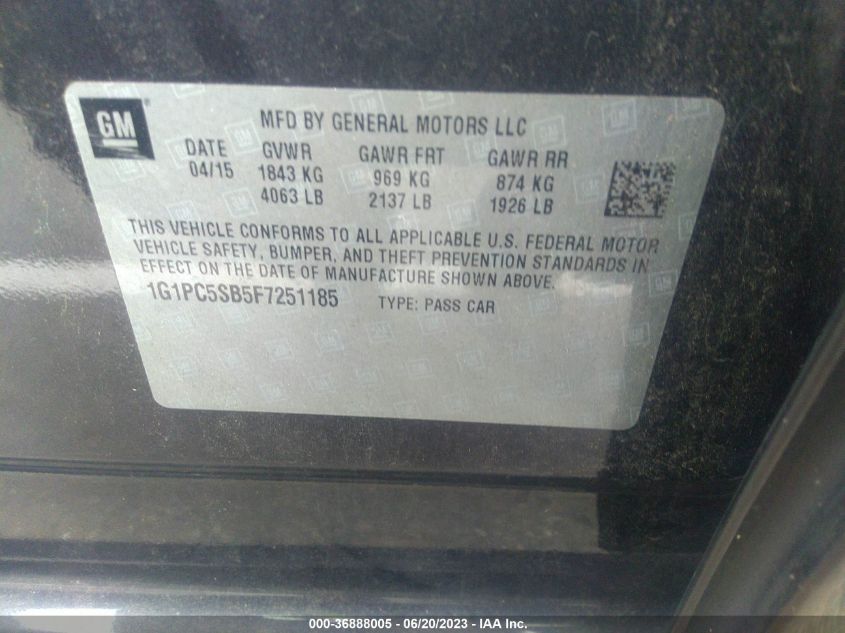 GM
MFD BY GENERAL MOTORS LLC
DATE GVWR GAWR FRT GAWR RR
04/15 1843 KG 969 KG 874 KG
4063 LB 2137 LB 1926 LB
THIS VEHICLE CONFORMS TO ALL APPLICABLE U.S. FEDERAL MOTOR
VEHICLE SAFETY, BUMPER, AND THEFT PREVENTION STANDARDS IN
EFFECT ON THE DATE OF MANUFACTURE SHOWN ABOVE.
1G1PC5SB5F7251185 TYPE: PASS CAR
000-36888005 - 06/20/2023 - IAA Inc.